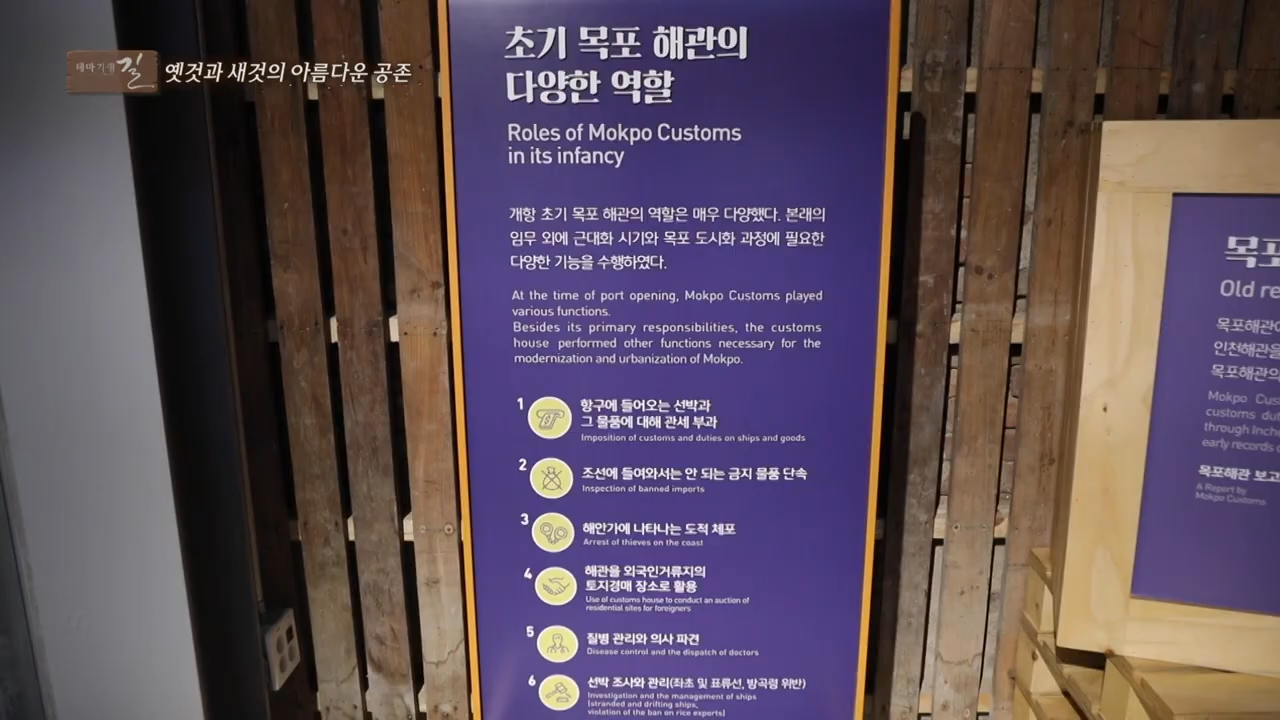 테마기행 길
옛것과 새것의 아름다운 공존
초기 목포 해관의
다양한 역할
Roles of Mokpo Customs
in its infancy
개항 초기 목포 해관의 역할은 매우 다양했다. 본래의
임무 외에 근대화 시기와 목포 도시화 과정에 필요한
다양한 기능을 수행하였다.
At the time of port opening, Mokpo Customs played
various functions.
Besides its primary responsibilities, the customs
house performed other functions necessary for the
modernization and urbanization of Mokpo.
1 항구에 들어오는 선박과
그 물품에 대해 관세 부과
Imposition of customs and duties on ships and goods
2 조선에 들여와서는 안 되는 금지 물품 단속
Inspection of banned imports
3 해안가에 나타나는 도적 체포
Arrest of thieves on the coast
4 해관을 외국인거류지의
토지경매 장소로 활용
Use of customs house to conduct an auction of
residential sites for foreigners
5 질병 관리와 의사 파견
Disease control and the dispatch of doctors
6 선박 조사와 관리(좌초 및 표류선, 방곡령 위반)
Investigation and the management of ships
(stranded and drifting ships,
violation of the ban on rice exports)
목포
Old re
목포해관
인천해관을
목포해관의
Mokpo Cus
customs dut
through Inch
early records
목포해관 보고
A Report by
Mokpo Customs